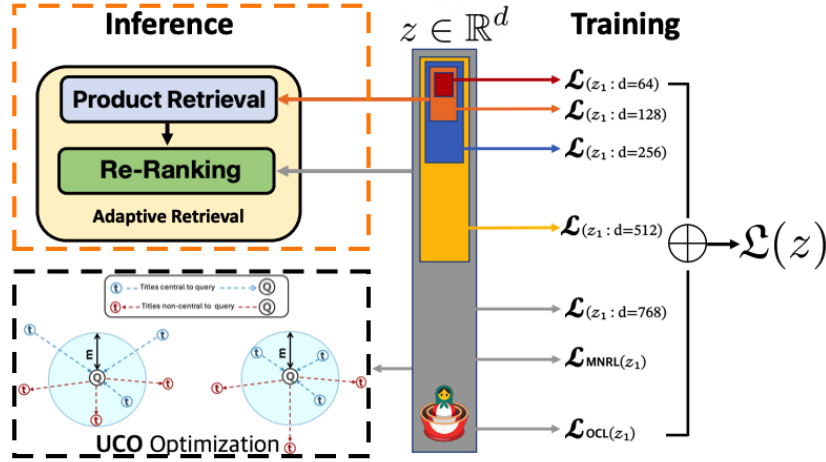 Inference
Product Retrieval
Re-Ranking
Adaptive Retrieval
t Titles central to query Q
t Titles non-central to query Q
t
t
t
t
m
m
t
t
Q
Q
t
t
t
t
t
t
t
t
UCO Optimization
z ∈ ℝ^d
Training
𝓛(z₁ : d=64)
𝓛(z₁ : d=128)
𝓛(z₁ : d=256)
𝓛(z₁ : d=512)
𝓛(z₁ : d=768)
𝓛MNRL(z₁)
𝓛OCL(z₁)
𝔏(z)